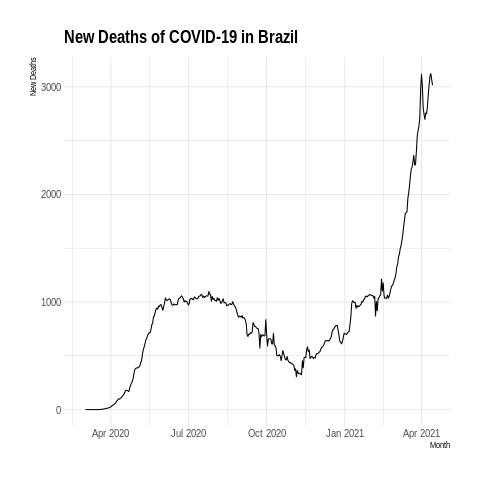 New Deaths of COVID-19 in Brazil
New Deaths
3000
2000
1000
0
Apr 2020 Jul 2020 Oct 2020 Jan 2021 Apr 2021
Month